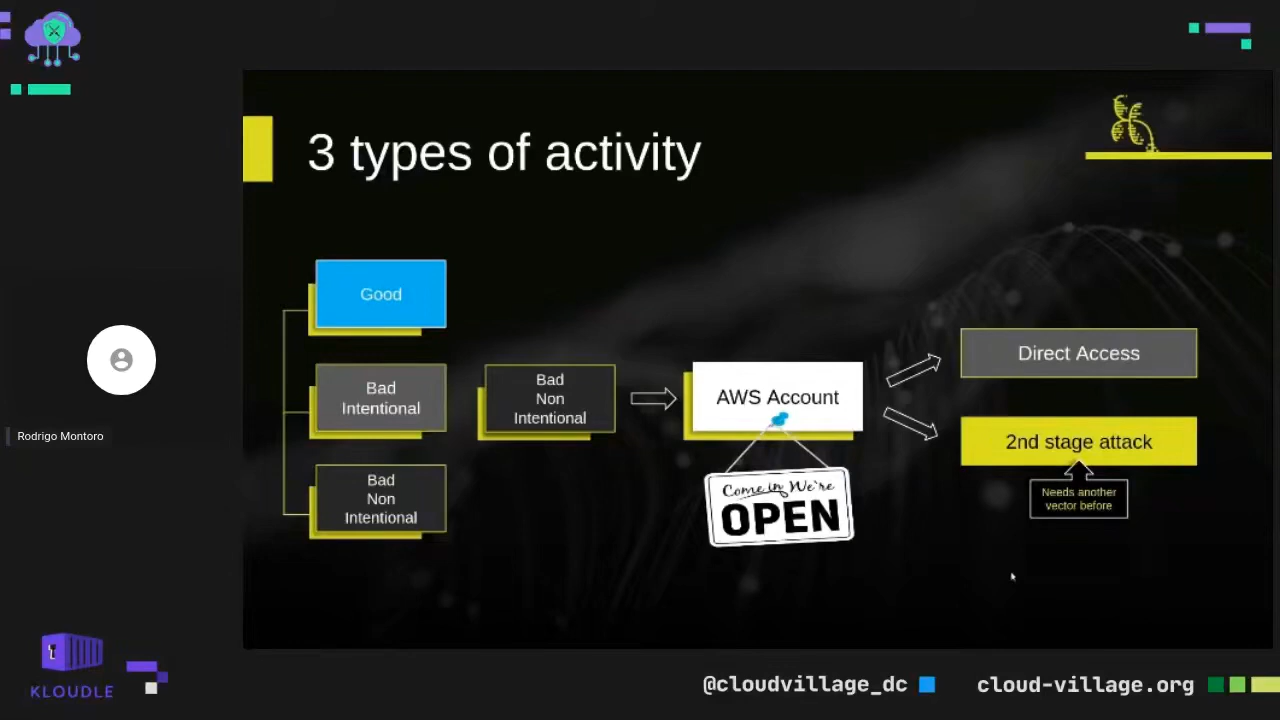 3 types of activity
Good
Bad
Intentional
Bad
Non
Intentional
Bad
Non
Intentional
AWS Account
Come in We're
OPEN
Direct Access
2nd stage attack
Needs another
vector before
Rodrigo Montoro
KLOUDLE
@cloudvillage_dc
cloud-village.org